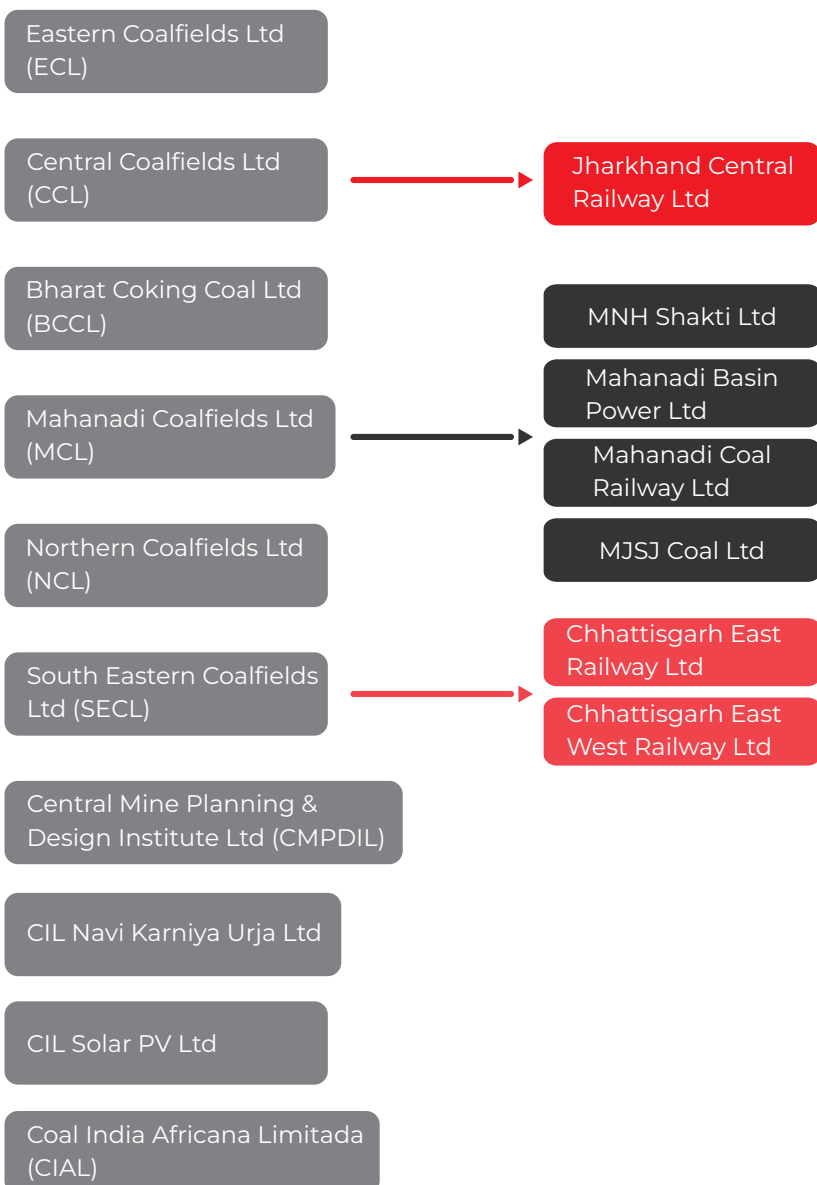 Eastern Coalfields Ltd
(ECL)
Central Coalfields Ltd
(CCL)
Jharkhand Central
Railway Ltd
Bharat Coking Coal Ltd
(BCCL)
MNH Shakti Ltd
Mahanadi Basin
Power Ltd
Mahanadi Coalfields Ltd
(MCL)
Mahanadi Coal
Railway Ltd
MJSJ Coal Ltd
Northern Coalfields Ltd
(NCL)
South Eastern Coalfields
Ltd (SECL)
Chhattisgarh East
Railway Ltd
Chhattisgarh East
West Railway Ltd
Central Mine Planning &
Design Institute Ltd (CMPDIL)
CIL Navi Karniya Urja Ltd
CIL Solar PV Ltd
Coal India Africana Limitada
(CIAL)